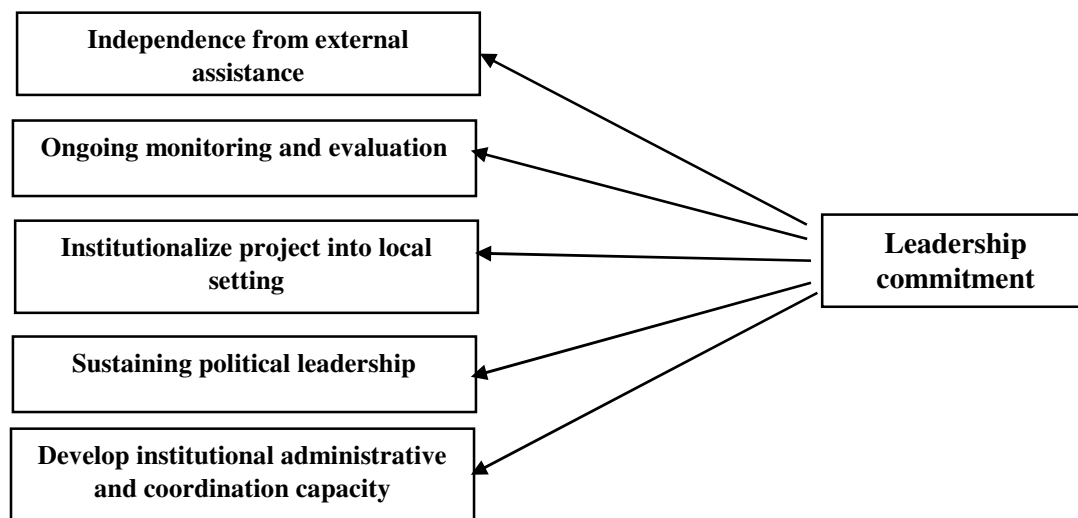 Independence from external
assistance
Ongoing monitoring and evaluation
Institutionalize project into local
setting
Sustaining political leadership
Develop institutional administrative
and coordination capacity
Leadership
commitment